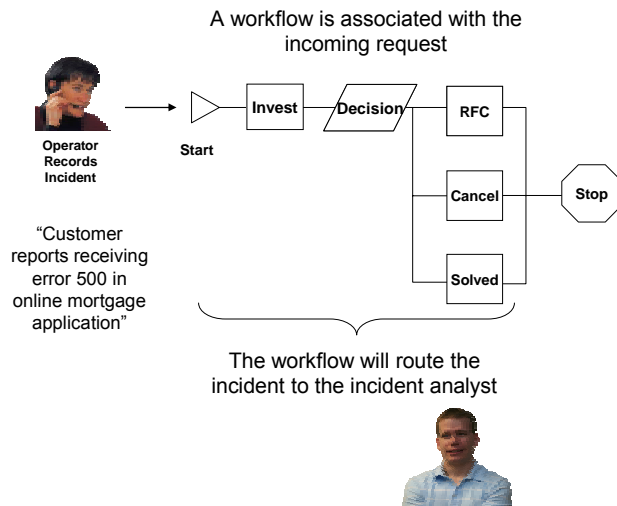 A workflow is associated with the
incoming request
Operator
Records
Incident
Start
Invest
Decision
RFC
Cancel
Solved
Stop
“Customer
reports receiving
error 500 in
online mortgage
application”
The workflow will route the
incident to the incident analyst